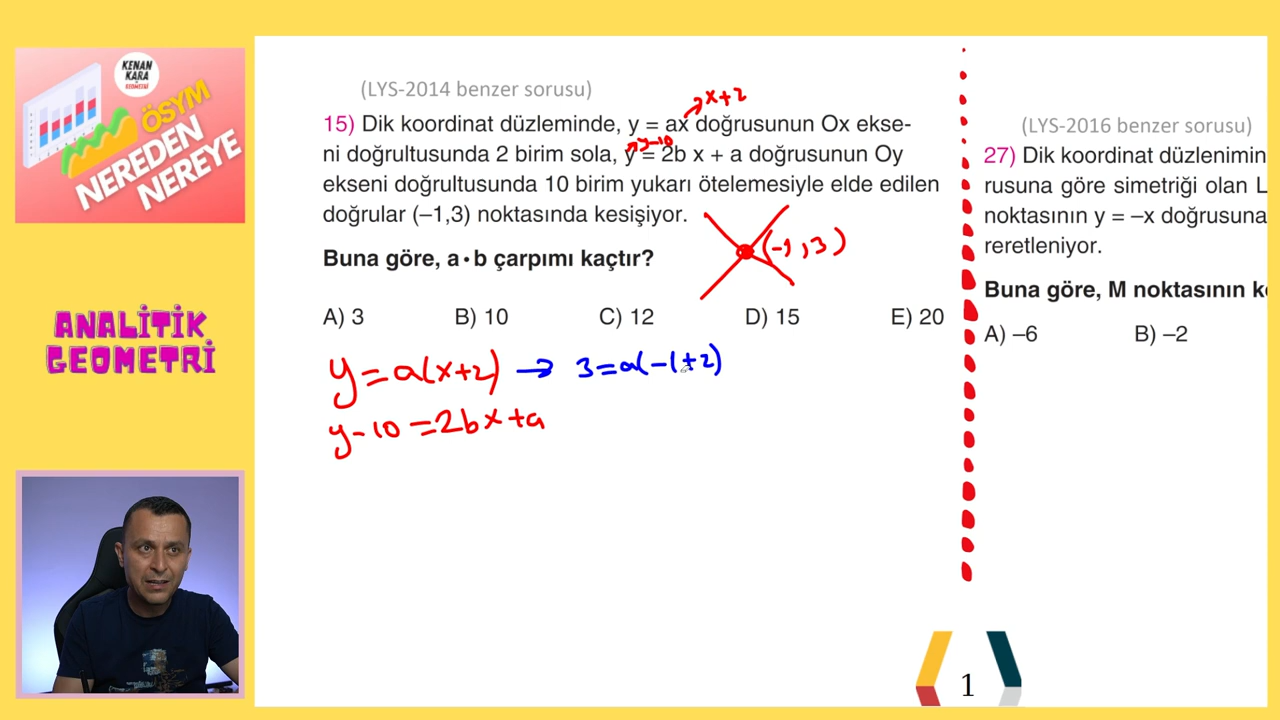 KENAN
KARA
GEOMETRİ
ÖSYM
NEREDEN
NEREYE
ANALİTİK
GEOMETRİ
(LYS-2014 benzer sorusu)
x+2
15) Dik koordinat düzleminde, y = ax doğrusunun Ox ekse-
y-10
ni doğrultusunda 2 birim sola, y = 2b x + a doğrusunun Oy
ekseni doğrultusunda 10 birim yukarı ötelemesiyle elde edilen
doğrular (–1,3) noktasında kesişiyor.
(-1,3)
Buna göre, a•b çarpımı kaçtır?
A) 3 B) 10 C) 12 D) 15 E) 20
y=a(x+2) → 3=a(-1+2)
y-10=2bx+a
(LYS-2016 benzer sorusu)
27) Dik koordinat düzlenimin
rusuna göre simetriği olan L
noktasının y = –x doğrusuna
reretleniyor.
Buna göre, M noktasının k
A) –6 B) –2
1